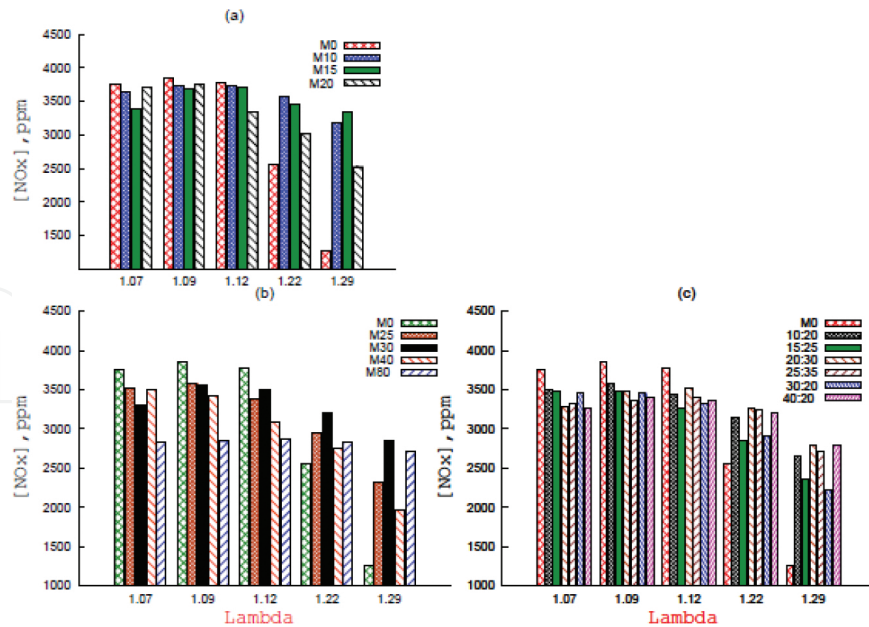 (a)
4500
4000
3500
3000
2500
2000
1500
[NOx] ,ppm
M0
M10
M15
M20
1.07 1.09 1.12 1.22 1.29
(b)
4500
4000
3500
3000
2500
2000
1500
1000
[NOx] ,ppm
M0
M25
M30
M40
M60
1.07 1.09 1.12 1.22 1.29
Lambda
(c)
4500
4000
3500
3000
2500
2000
1500
1000
[NOx] ,ppm
M0
10:20
15:25
20:30
25:35
30:20
40:20
1.07 1.09 1.12 1.22 1.29
Lambda